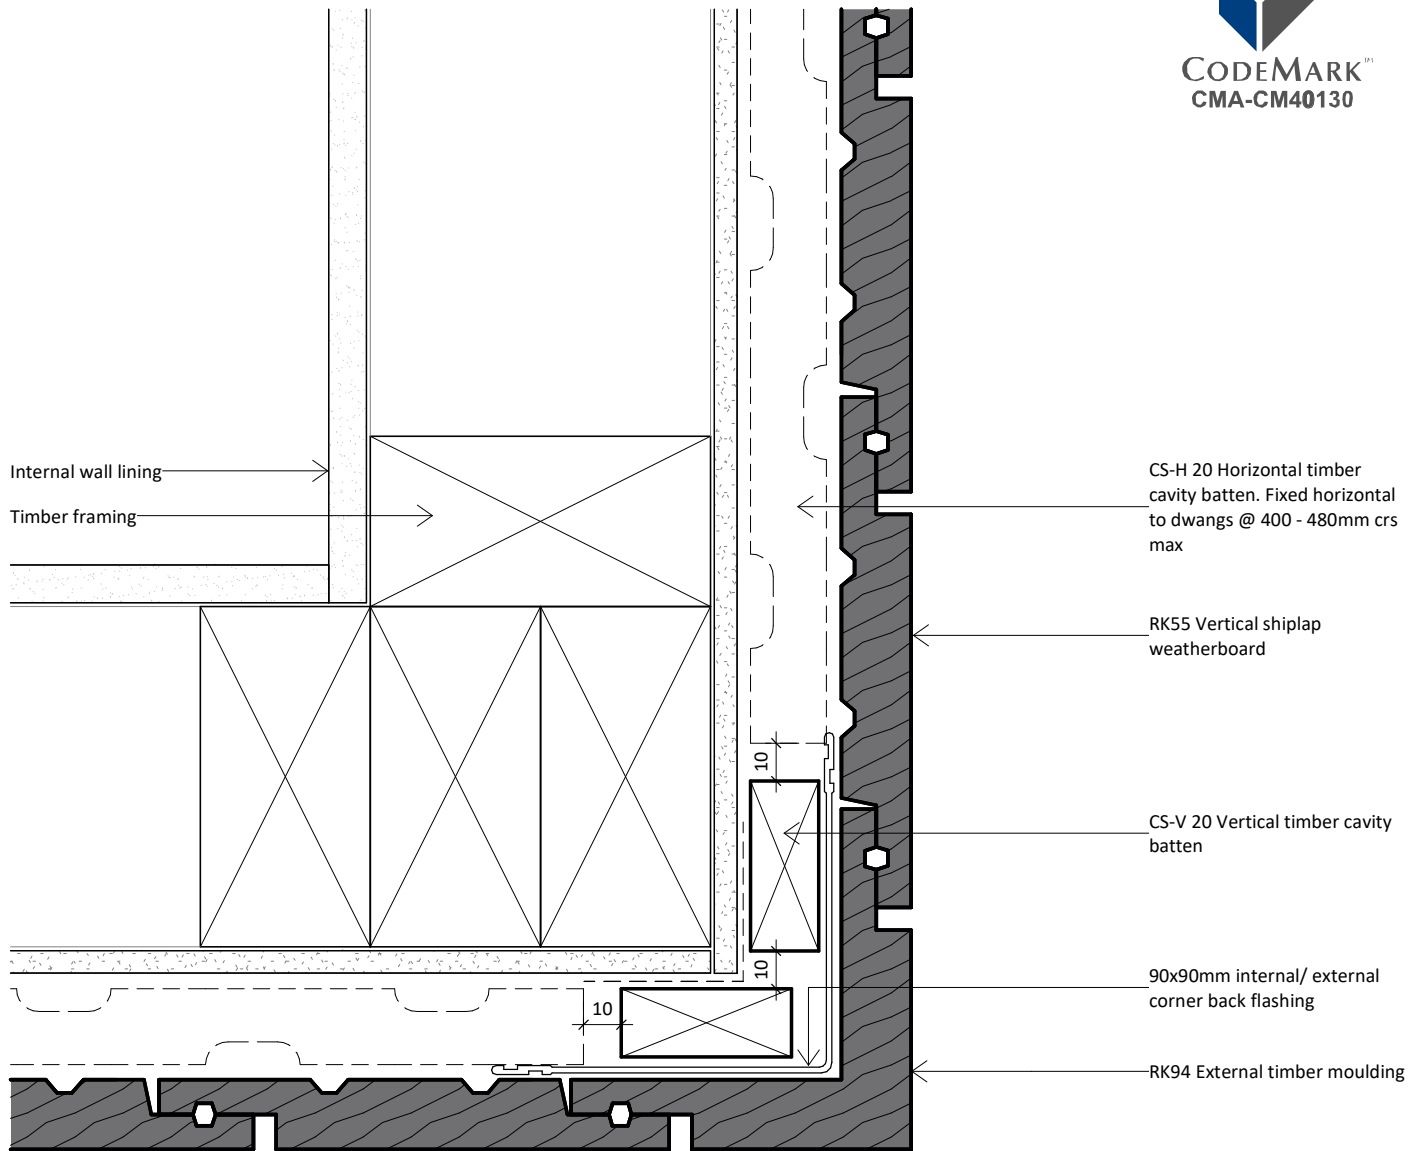 CODEMARK™
CMA-CM40130
Internal wall lining
Timber framing
CS-H 20 Horizontal timber
cavity batten. Fixed horizontal
to dwangs @ 400 - 480mm crs
max
RK55 Vertical shiplap
weatherboard
10
CS-V 20 Vertical timber cavity
batten
10
90x90mm internal/ external
corner back flashing
10
RK94 External timber moulding